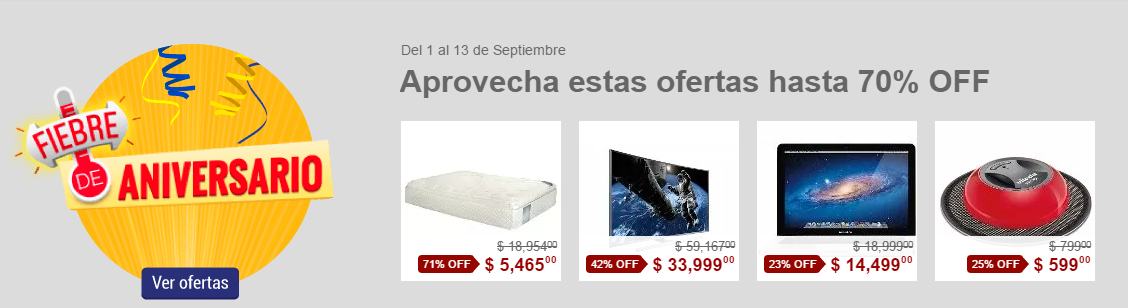 FIEBRE
DE
ANIVERSARIO
Ver ofertas
Del 1 al 13 de Septiembre
Aprovecha estas ofertas hasta 70% OFF
$ 18,954.00
71% OFF $ 5,465.00
$ 59,167.00
42% OFF $ 33,999.00
$ 18,999.00
23% OFF $ 14,499.00
$ 799.00
25% OFF $ 599.00